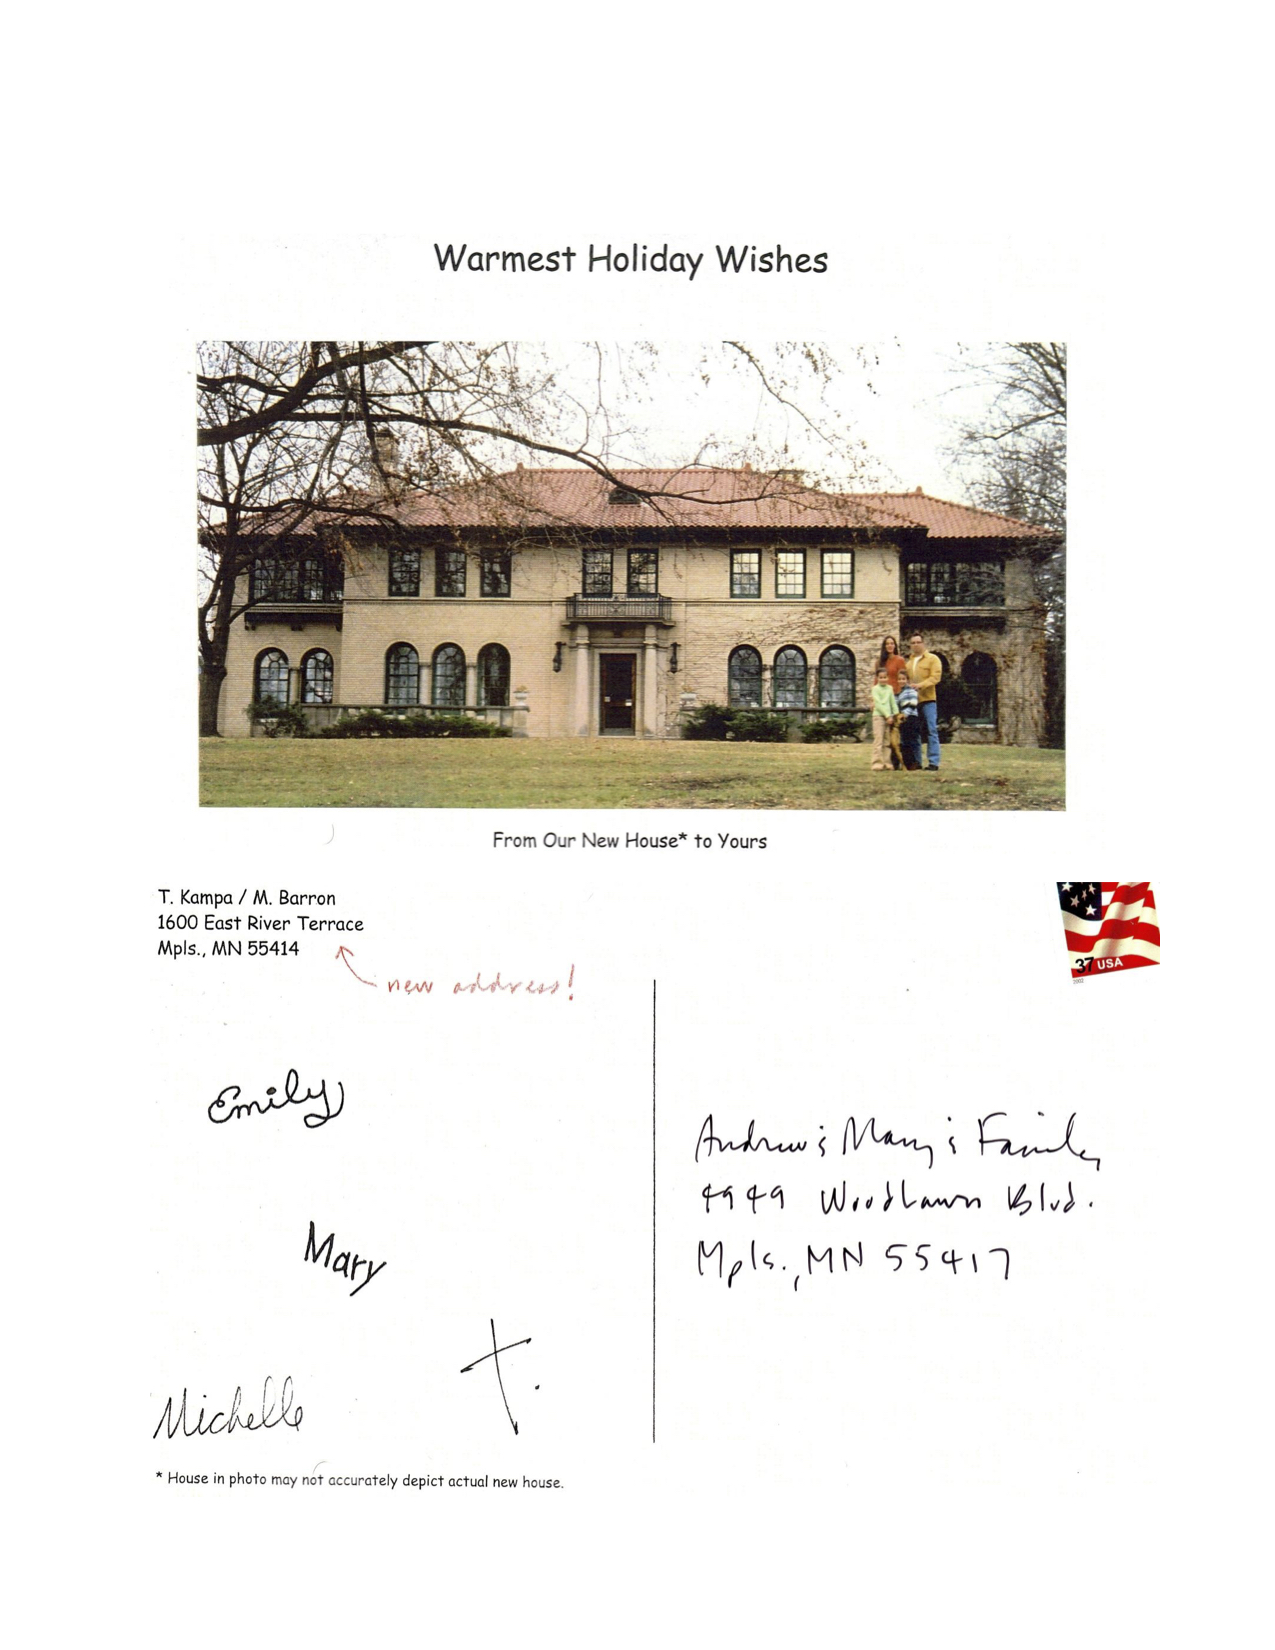 Warmest Holiday Wishes
From Our New House* to Yours
T. Kampa / M. Barron
1600 East River Terrace
Mpls., MN 55414
new address!
37 USA
2002
Emily
Mary
T.
Michelle
Andrew & Mary & Family
4949 Woodlawn Blvd.
Mpls., MN 55417
* House in photo may not accurately depict actual new house.